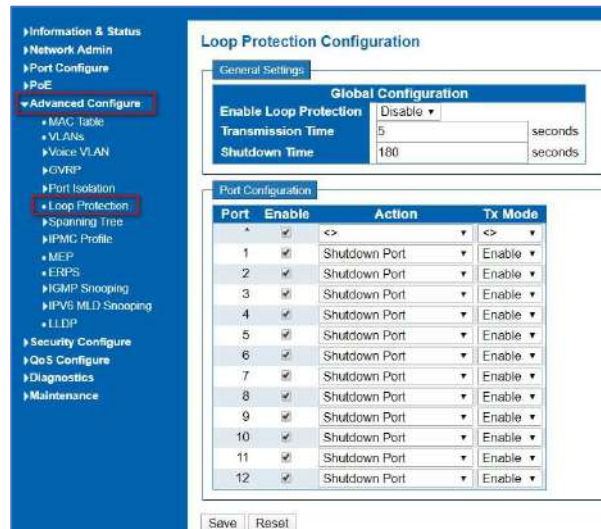 Information & Status
Network Admin
Port Configure
PoE
Advanced Configure
MAC Table
VLANs
Voice VLAN
GVRP
Port Isolation
Loop Protection
Spanning Tree
IPMC Profile
MEP
ERPS
IGMP Snooping
IPV6 MLD Snooping
LLDP
Security Configure
QoS Configure
Diagnostics
Maintenance
Loop Protection Configuration
General Settings
Global Configuration
Enable Loop Protection Disable
Transmission Time 5 seconds
Shutdown Time 180 seconds
Port Configuration
Port Enable Action Tx Mode
* <> <>
1 Shutdown Port Enable
2 Shutdown Port Enable
3 Shutdown Port Enable
4 Shutdown Port Enable
5 Shutdown Port Enable
6 Shutdown Port Enable
7 Shutdown Port Enable
8 Shutdown Port Enable
9 Shutdown Port Enable
10 Shutdown Port Enable
11 Shutdown Port Enable
12 Shutdown Port Enable
Save Reset